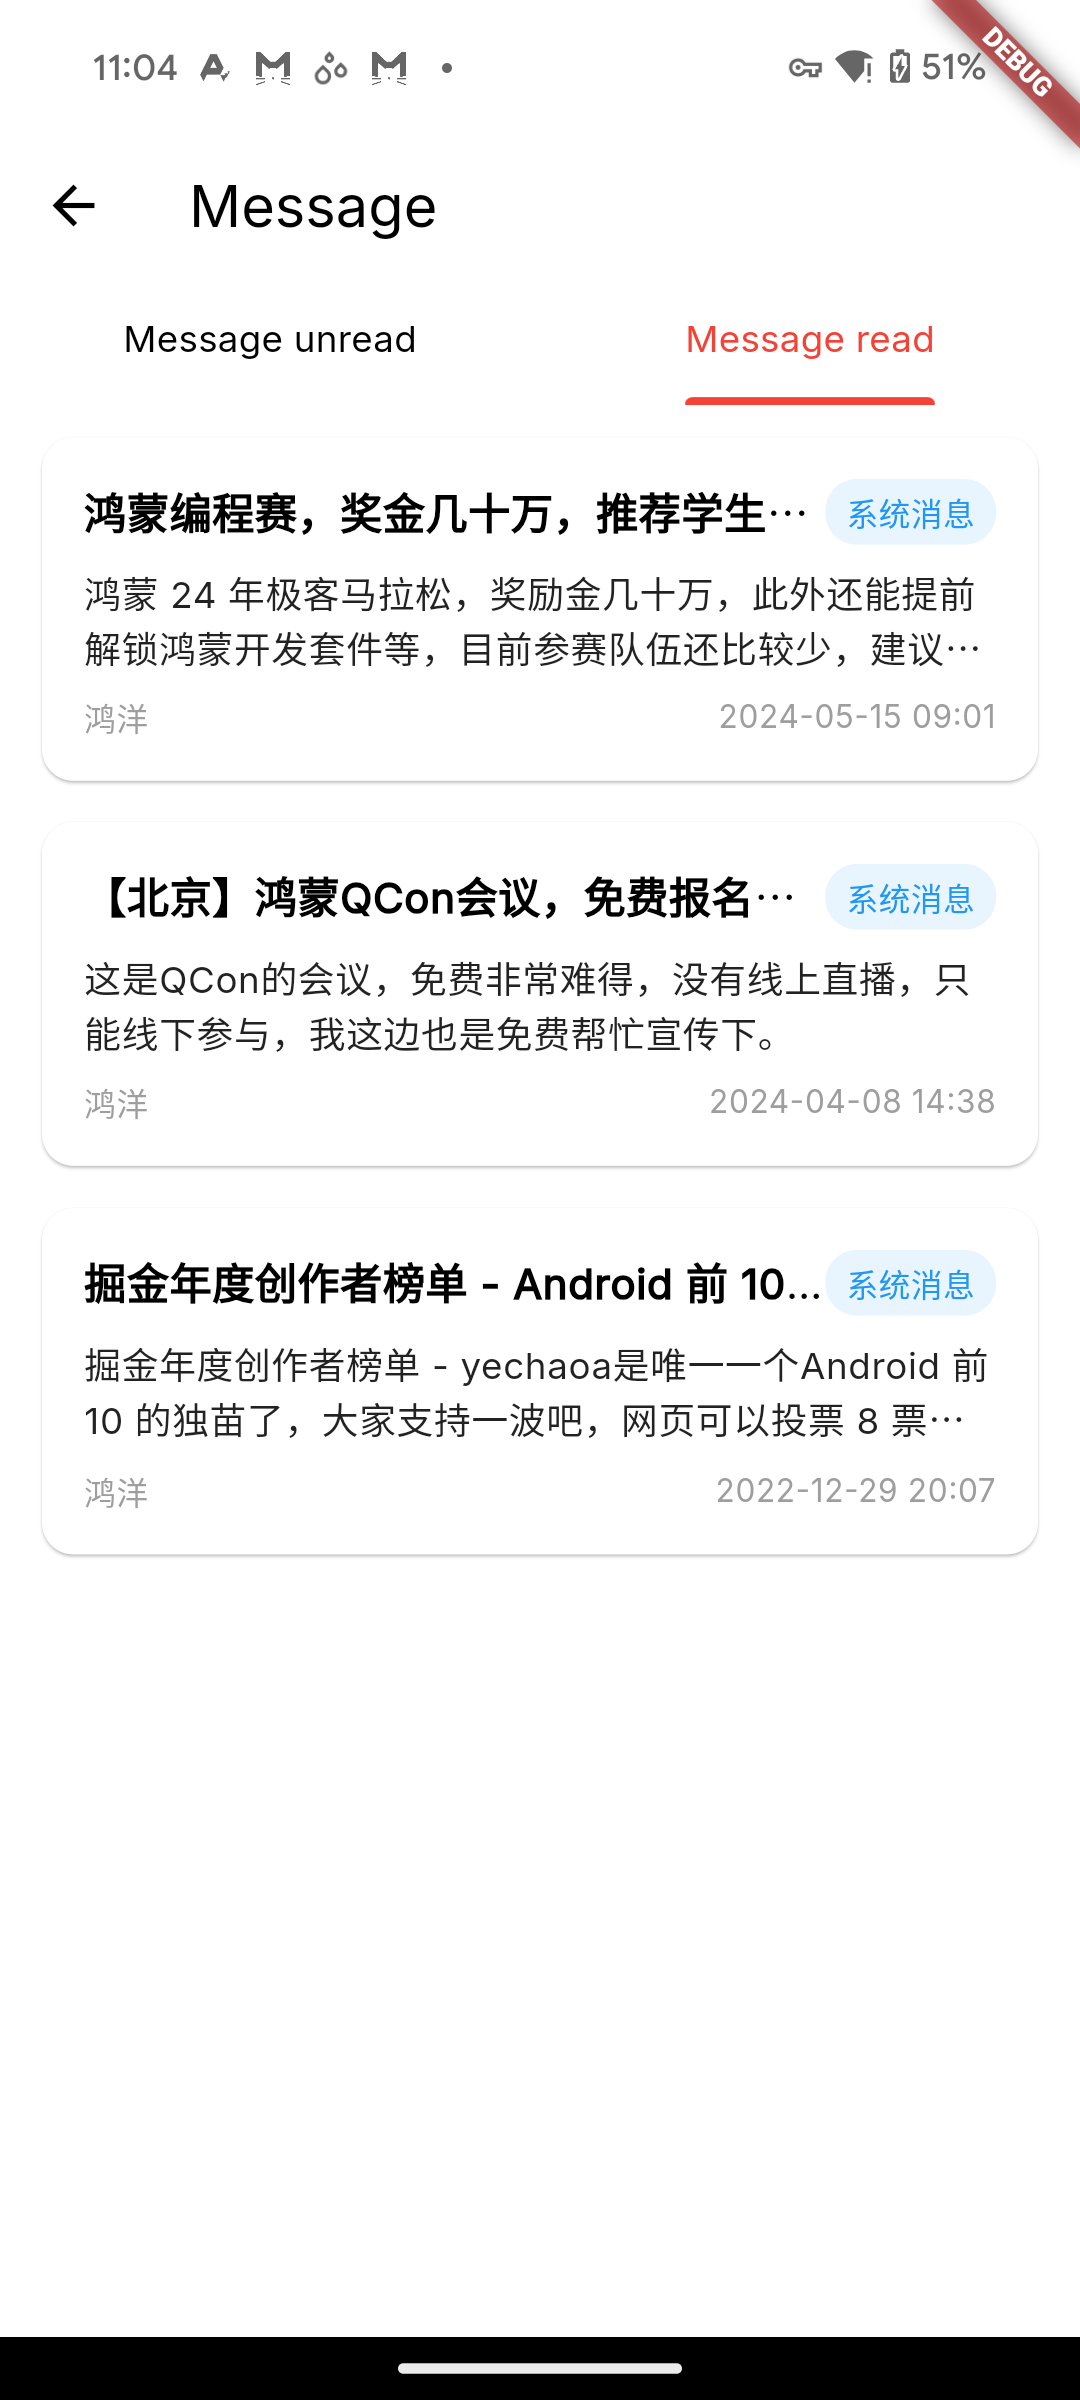 11:04
51%
DEBUG
Message
Message unread
Message read
鸿蒙编程赛，奖金几十万，推荐学生…
系统消息
鸿蒙 24 年极客马拉松，奖励金几十万，此外还能提前
解锁鸿蒙开发套件等，目前参赛队伍还比较少，建议…
鸿洋
2024-05-15 09:01
【北京】鸿蒙QCon会议，免费报名…
系统消息
这是QCon的会议，免费非常难得，没有线上直播，只
能线下参与，我这边也是免费帮忙宣传下。
鸿洋
2024-04-08 14:38
掘金年度创作者榜单 - Android 前 10...
系统消息
掘金年度创作者榜单 - yechaoa是唯一一个Android 前
10 的独苗了，大家支持一波吧，网页可以投票 8 票…
鸿洋
2022-12-29 20:07